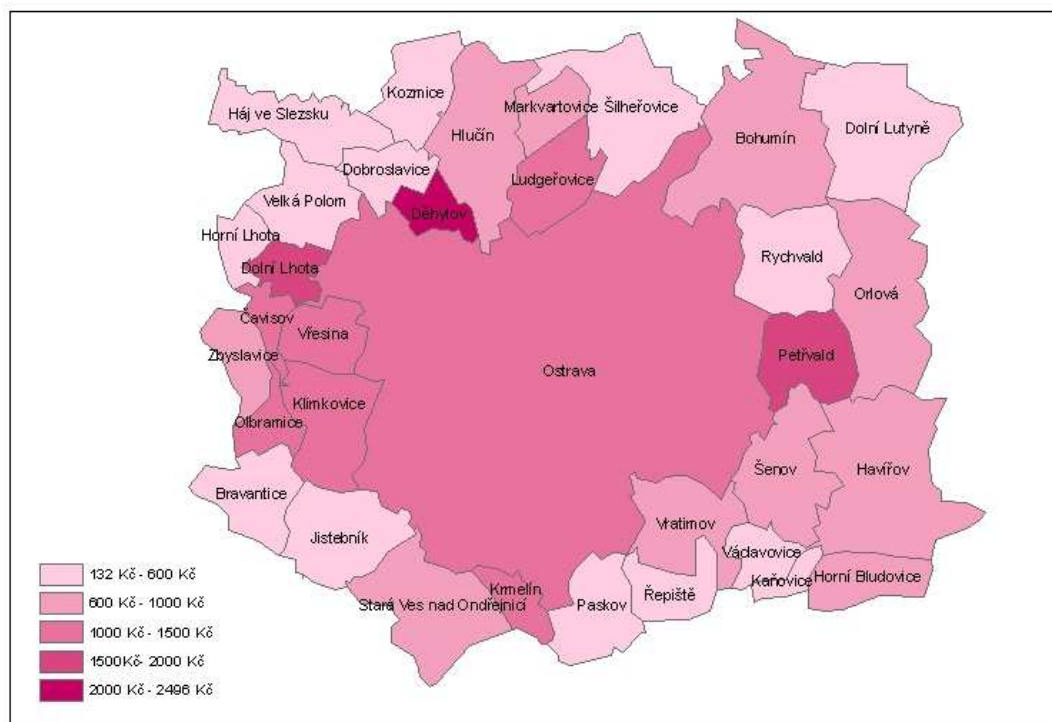 Kozmice
Háj ve Slezsku
Markvartovice
Šilheřovice
Hlučín
Bohumín
Dolní Lutyně
Dobroslavice
Ludgeřovice
Velká Polom
Děhylov
Horní Lhota
Rychvald
Dolní Lhota
Orlová
Čavisov
Vřesina
Zbyslavice
Petřvald
Ostrava
Klimkovice
Olbramice
Šenov
Havířov
Bravantice
Vratimov
Jistebník
Václavovice
Kaňovice
Horní Bludovice
Krmelín
Řepiště
Stará Ves nad Ondřejnicí
Paskov
132 Kč - 600 Kč
600 Kč - 1000 Kč
1000 Kč - 1500 Kč
1500Kč- 2000 Kč
2000 Kč - 2496 Kč